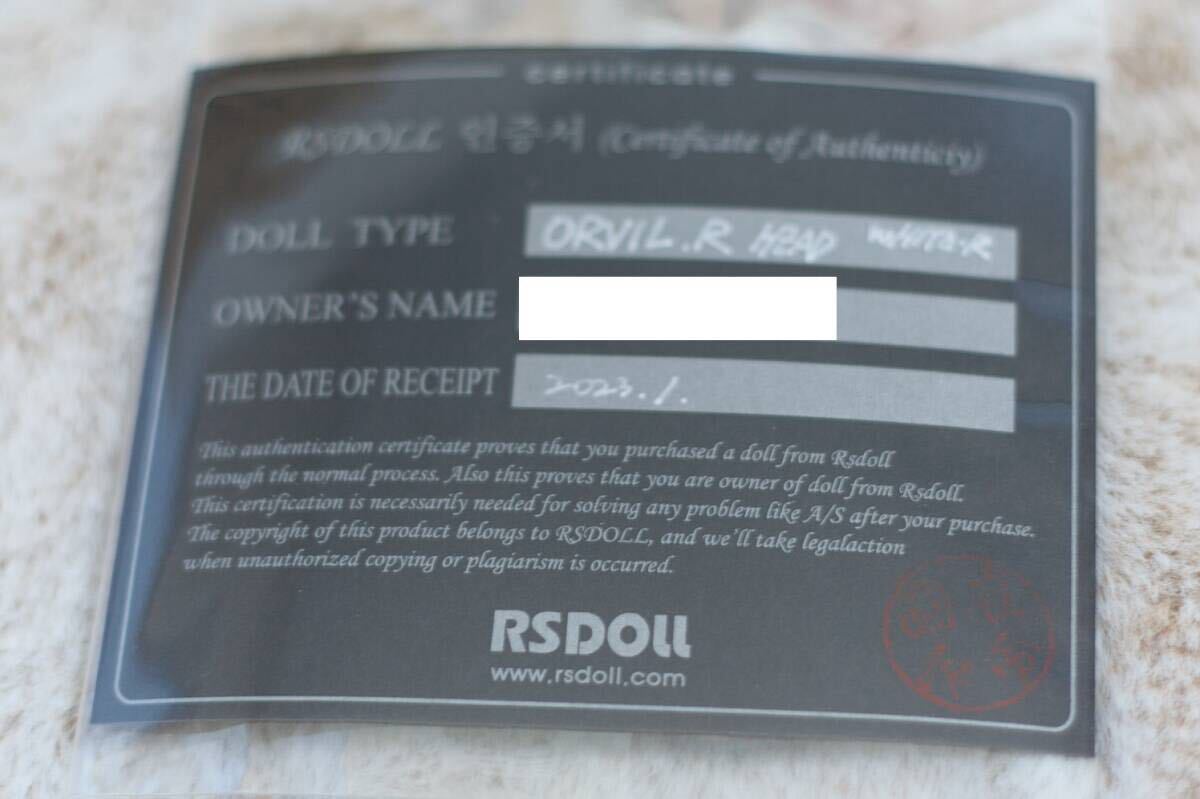 certificate
RSDOLL 인증서 (Certificate of Authenticty)
DOLL TYPE ORVIL.R HEAD WHITE-R
OWNER'S NAME
THE DATE OF RECEIPT 2023.1.
This authentication certificate proves that you purchased a doll from Rsdoll
through the normal process. Also this proves that you are owner of doll from Rsdoll.
This certification is necessarily needed for solving any problem like A/S after your purchase.
The copyright of this product belongs to RSDOLL, and we'll take legalaction
when unauthorized copying or plagiarism is occurred.
RSDOLL
www.rsdoll.com